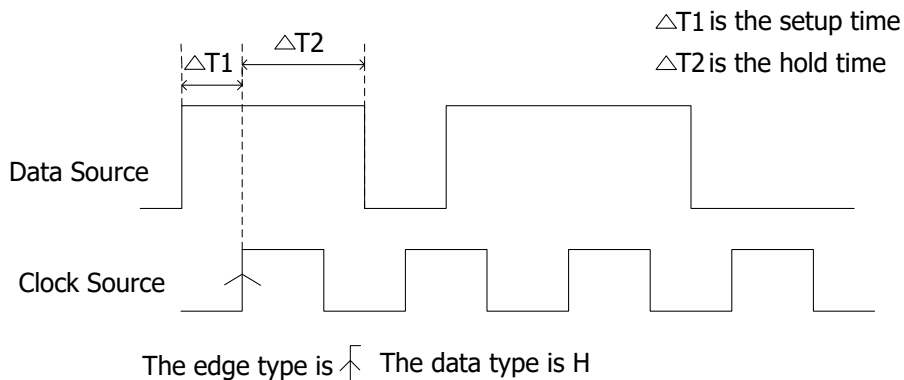 △T1 is the setup time
△T2 is the hold time
△T2
△T1
Data Source
Clock Source
The edge type is The data type is H